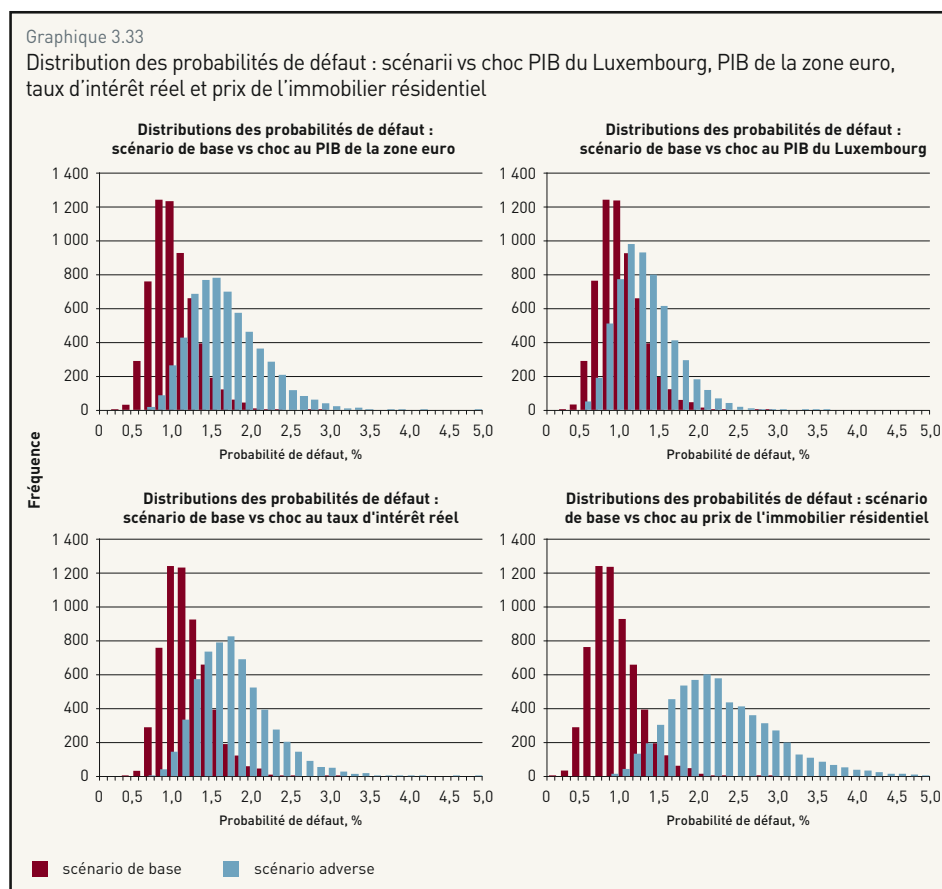 Graphique 3.33
Distribution des probabilités de défaut : scénarii vs choc PIB du Luxembourg, PIB de la zone euro,
taux d'intérêt réel et prix de l'immobilier résidentiel
Distributions des probabilités de défaut :
scénario de base vs choc au PIB de la zone euro
1 400
1 200
1 000
800
600
400
200
0
0 0,5 1,0 1,5 2,0 2,5 3,0 3,5 4,0 4,5 5,0
Probabilité de défaut, %
Distributions des probabilités de défaut :
scénario de base vs choc au PIB du Luxembourg
1 400
1 200
1 000
800
600
400
200
0
0 0,5 1,0 1,5 2,0 2,5 3,0 3,5 4,0 4,5 5,0
Probabilité de défaut, %
Fréquence
Distributions des probabilités de défaut :
scénario de base vs choc au taux d'intérêt réel
1 400
1 200
1 000
800
600
400
200
0
0 0,5 1,0 1,5 2,0 2,5 3,0 3,5 4,0 4,5 5,0
Probabilité de défaut, %
Distributions des probabilités de défaut : scénario
de base vs choc au prix de l'immobilier résidentiel
1 400
1 200
1 000
800
600
400
200
0
0 0,5 1,0 1,5 2,0 2,5 3,0 3,5 4,0 4,5 5,0
Probabilité de défaut, %
scénario de base
scénario adverse